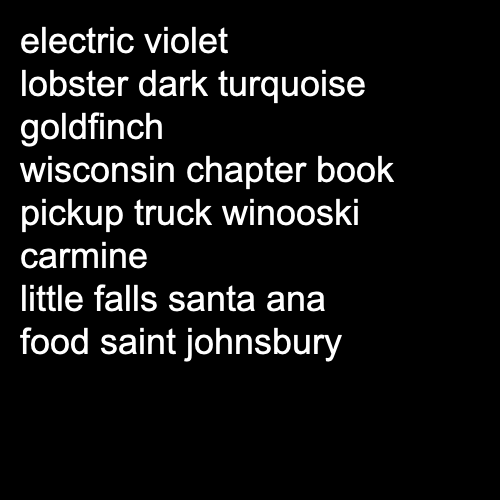 electric violet
lobster dark turquoise
goldfinch
wisconsin chapter book
pickup truck winooski
carmine
little falls santa ana
food saint johnsbury